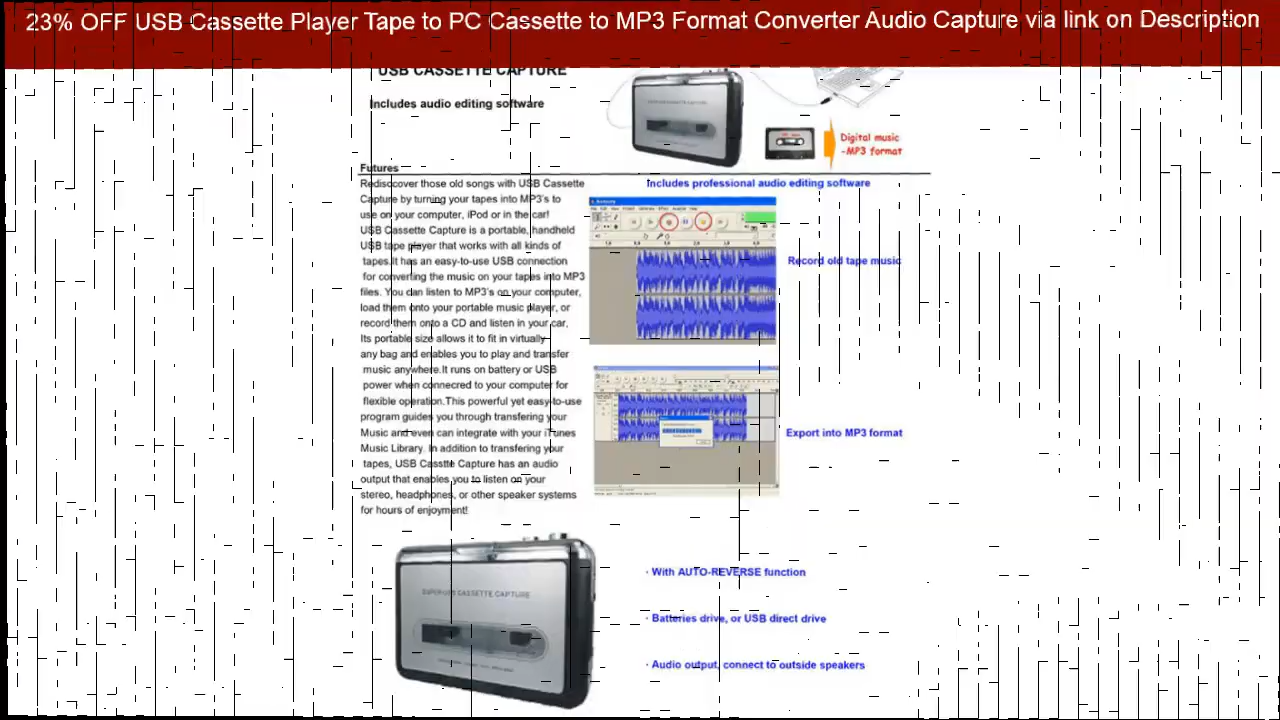 23% OFF USB Cassette Player Tape to PC Cassette to MP3 Format Converter Audio Capture via link on Description
USB CASSETTE CAPTURE
Includes audio editing software
Digital music
-MP3 format
Futures
Rediscover those old songs with USB Cassette
Capture by turning your tapes into MP3's to
use on your computer, iPod or in the car!
USB Cassette Capture is a portable, handheld
USB tape player that works with all kinds of
tapes.It has an easy-to-use USB connection
for converting the music on your tapes into MP3
files. You can listen to MP3's on your computer,
load them onto your portable music player, or
record them onto a CD and listen in your car,
Its portable size allows it to fit in virtually
any bag and enables you to play and transfer
music anywhere.It runs on battery or USB
power when connecred to your computer for
flexible operation.This powerful yet easy-to-use
program guides you through transfering your
Music and even can integrate with your iTunes
Music Library. In addition to transfering your
tapes, USB Casstte Capture has an audio
output that enables you to listen on your
stereo, headphones, or other speaker systems
for hours of enjoyment!
Includes professional audio editing software
Record old tape music
Export into MP3 format
SUPER USB CASSETTE CAPTURE
· With AUTO-REVERSE function
· Batteries drive, or USB direct drive
· Audio output, connect to outside speakers